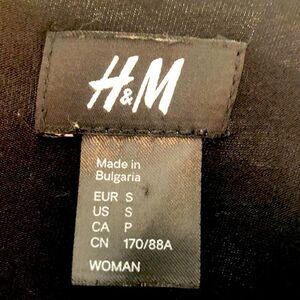 H&M
Made in
Bulgaria
EUR S
US S
CA P
CN 170/88A
WOMAN